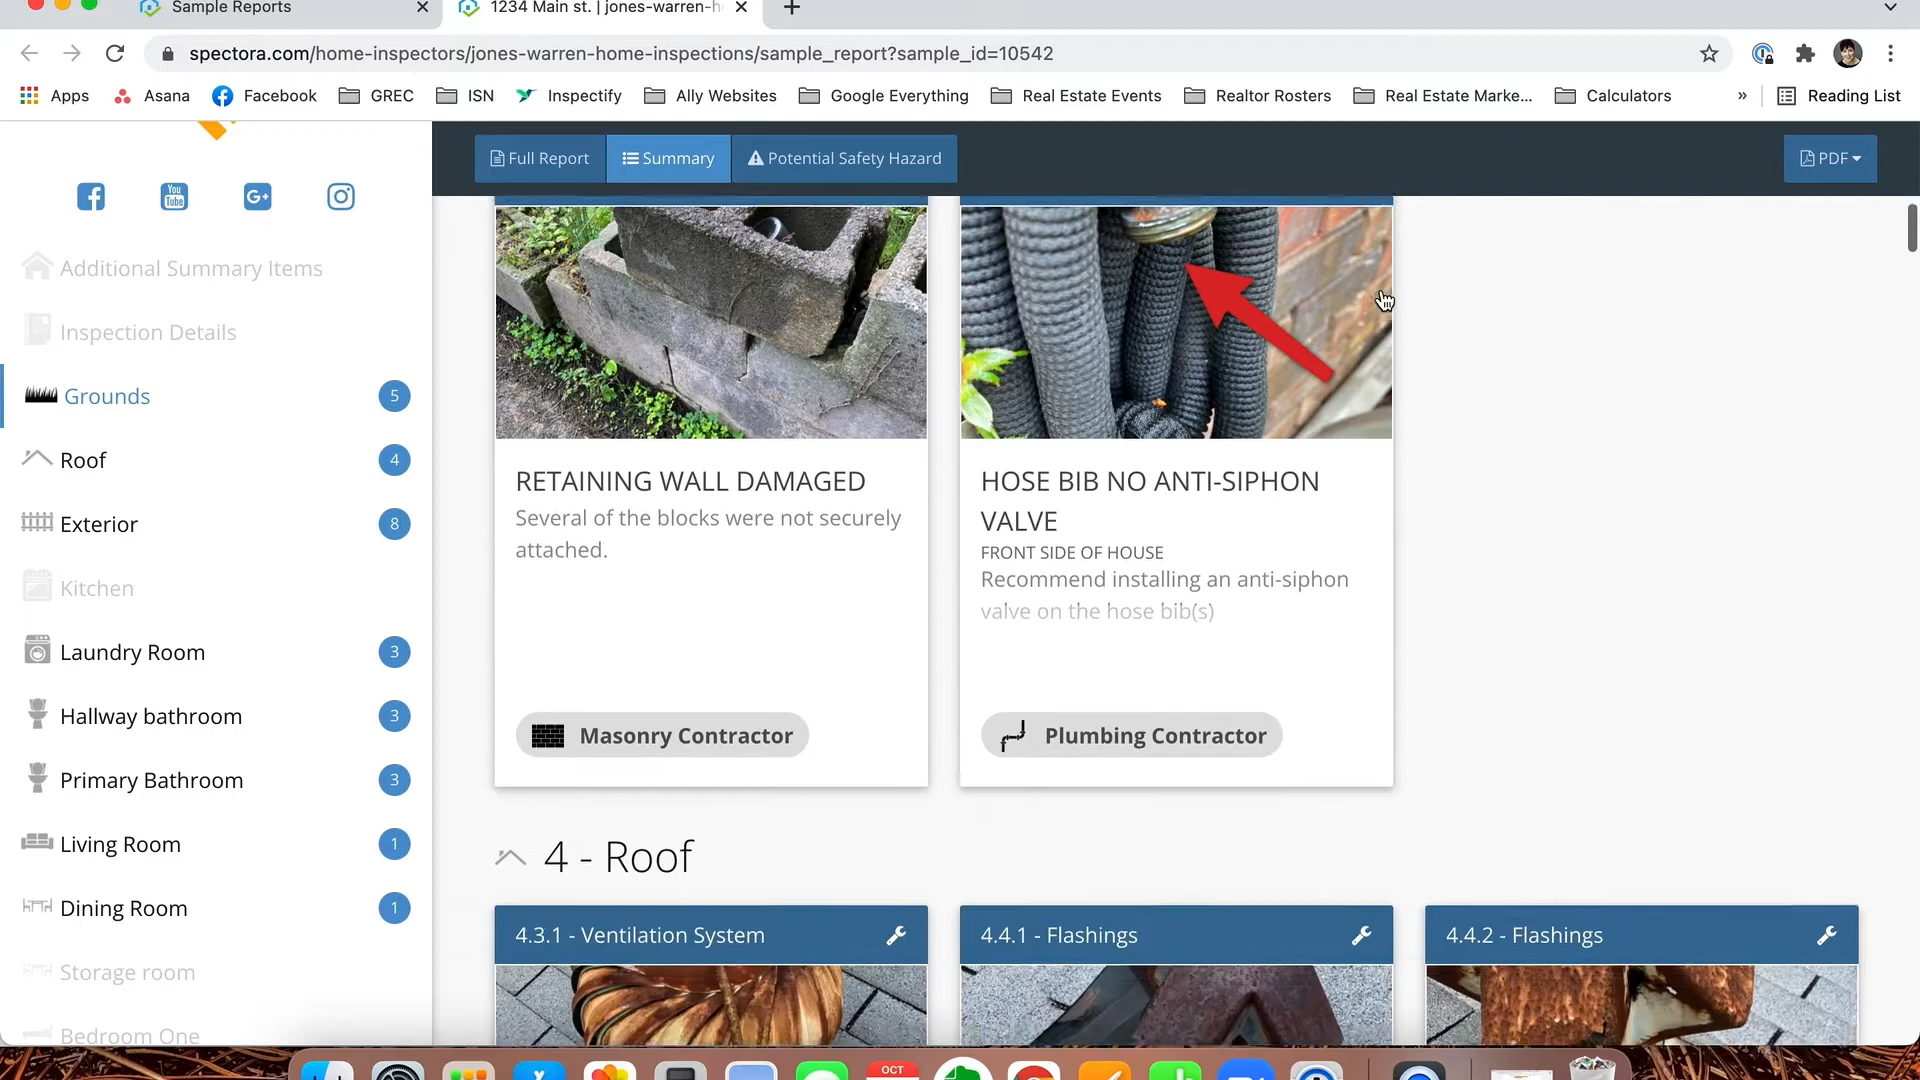 Sample Reports
1234 Main st. | jones-warren-h
spectora.com/home-inspectors/jones-warren-home-inspections/sample_report?sample_id=10542
Apps
Asana
Facebook
GREC
ISN
Inspectify
Ally Websites
Google Everything
Real Estate Events
Realtor Rosters
Real Estate Marke...
Calculators
»
Reading List
Full Report
Summary
Potential Safety Hazard
PDF
You
Tube
G+
Additional Summary Items
Inspection Details
Grounds 5
Roof 4
Exterior 8
Kitchen
Laundry Room 3
Hallway bathroom 3
Primary Bathroom 3
Living Room 1
Dining Room 1
Storage room
Bedroom One
RETAINING WALL DAMAGED
Several of the blocks were not securely
attached.
Masonry Contractor
HOSE BIB NO ANTI-SIPHON
VALVE
FRONT SIDE OF HOUSE
Recommend installing an anti-siphon
valve on the hose bib(s)
Plumbing Contractor
4 - Roof
4.3.1 - Ventilation System
4.4.1 - Flashings
4.4.2 - Flashings
OCT